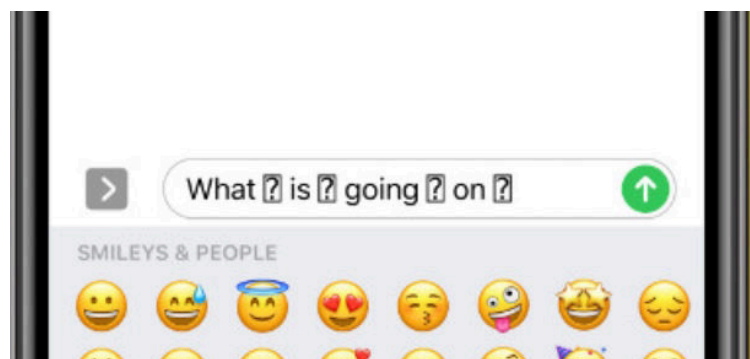 What ⍰ is ⍰ going ⍰ on ⍰
SMILEYS & PEOPLE